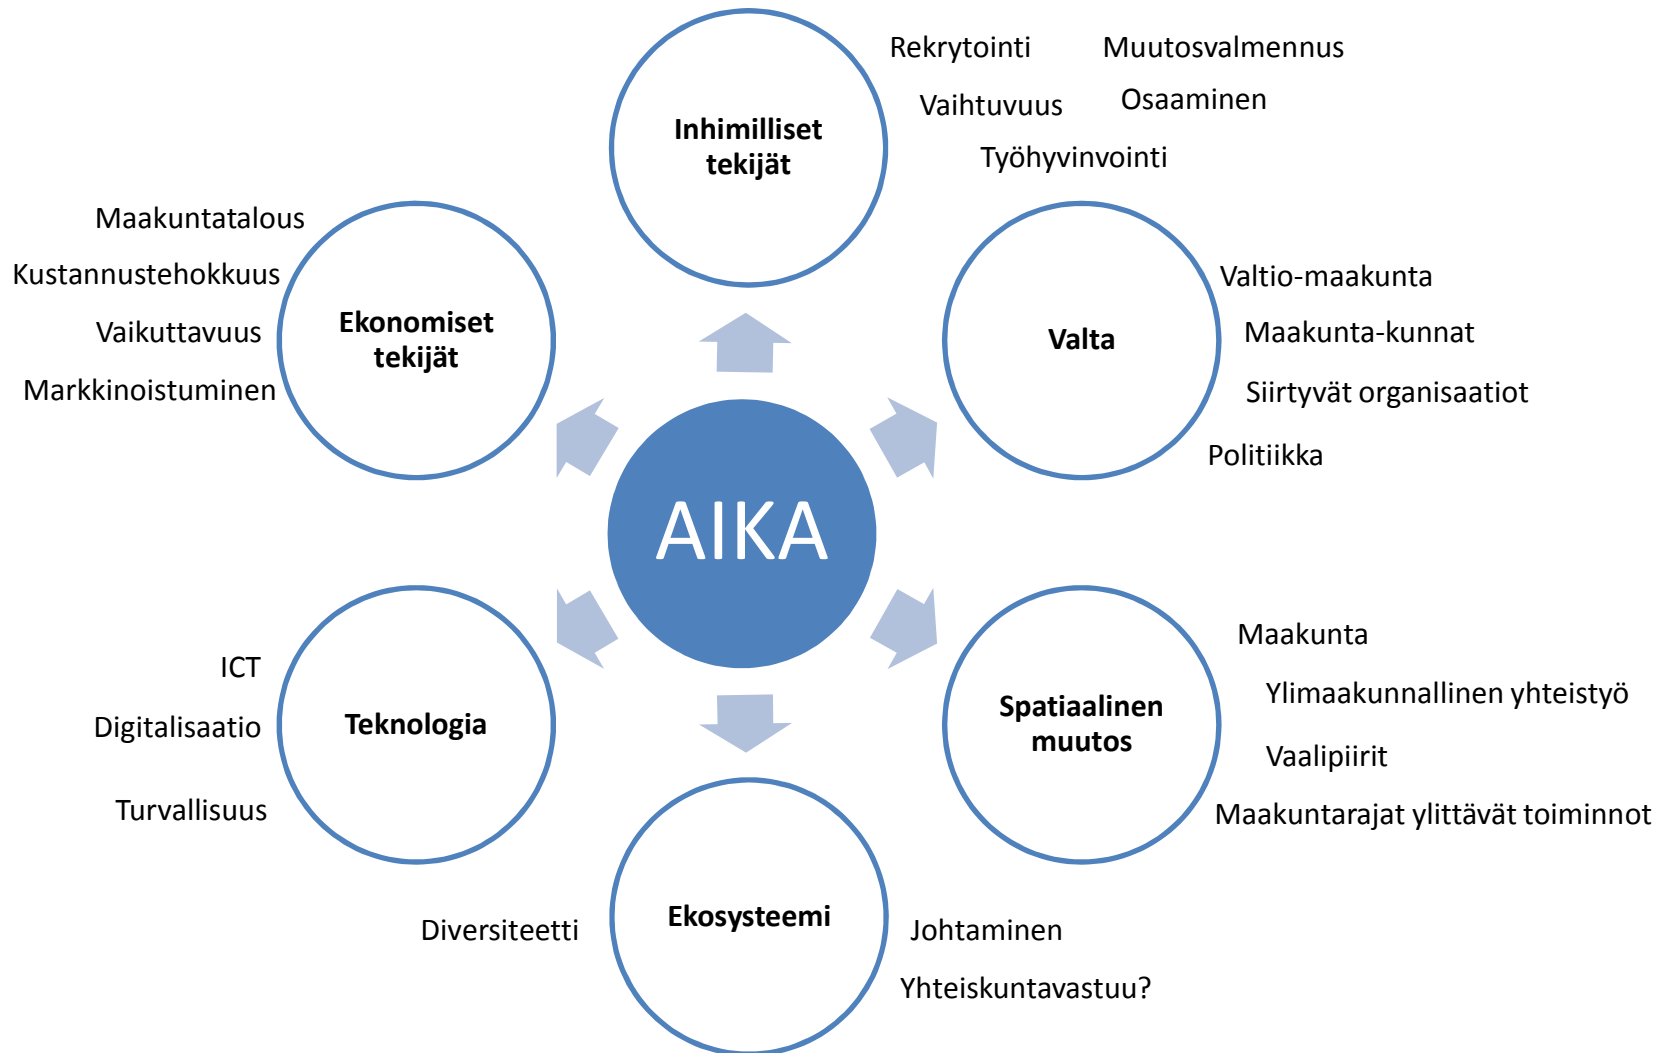 Rekrytointi
Muutosvalmennus
Vaihtuvuus
Osaaminen
Työhyvinvointi
Inhimilliset
tekijät
Maakuntatalous
Kustannustehokkuus
Vaikuttavuus
Markkinoistuminen
Ekonomiset
tekijät
Valta
Valtio-maakunta
Maakunta-kunnat
Siirtyvät organisaatiot
Politiikka
AIKA
ICT
Digitalisaatio
Turvallisuus
Teknologia
Spatiaalinen
muutos
Maakunta
Ylimaakunnallinen yhteistyö
Vaalipiirit
Maakuntarajat ylittävät toiminnot
Diversiteetti
Ekosysteemi
Johtaminen
Yhteiskuntavastuu?